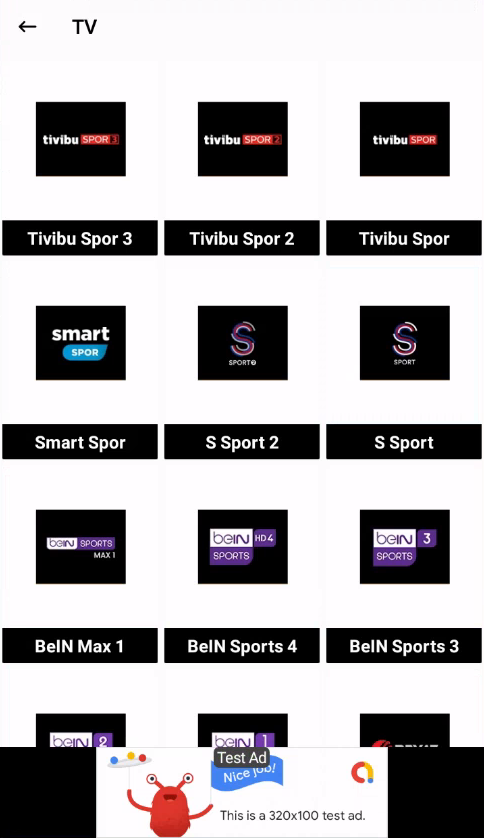 ← TV
tivibu SPOR 3
tivibu SPOR 2
tivibu SPOR
Tivibu Spor 3
Tivibu Spor 2
Tivibu Spor
smart
SPOR
S
SPORT 2
S
SPORT
Smart Spor
S Sport 2
S Sport
beIN SPORTS
MAX 1
beIN HD4
SPORTS
beIN 3
SPORTS
BeIN Max 1
BeIN Sports 4
BeIN Sports 3
beIN 2
beIN 1
Test Ad
Nice job!
This is a 320x100 test ad.